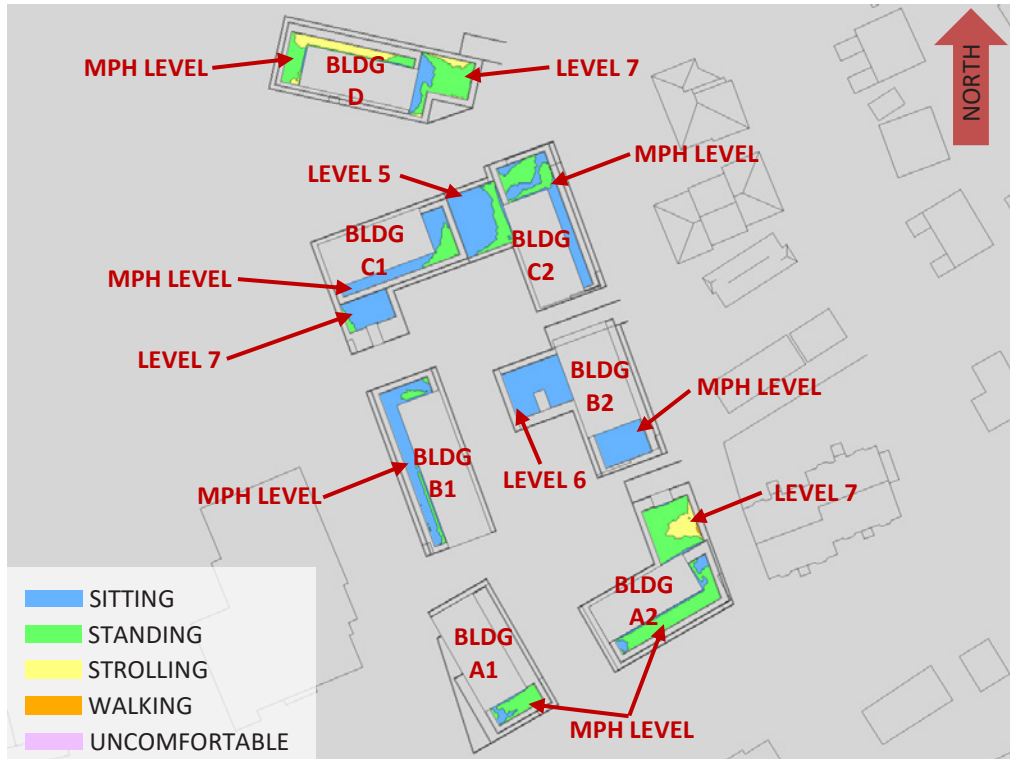 NORTH
MPH LEVEL
BLDG
D
LEVEL 7
LEVEL 5
MPH LEVEL
BLDG
C1
BLDG
C2
MPH LEVEL
LEVEL 7
BLDG
B2
MPH LEVEL
LEVEL 6
BLDG
B1
MPH LEVEL
LEVEL 7
BLDG
A2
BLDG
A1
MPH LEVEL
SITTING
STANDING
STROLLING
WALKING
UNCOMFORTABLE